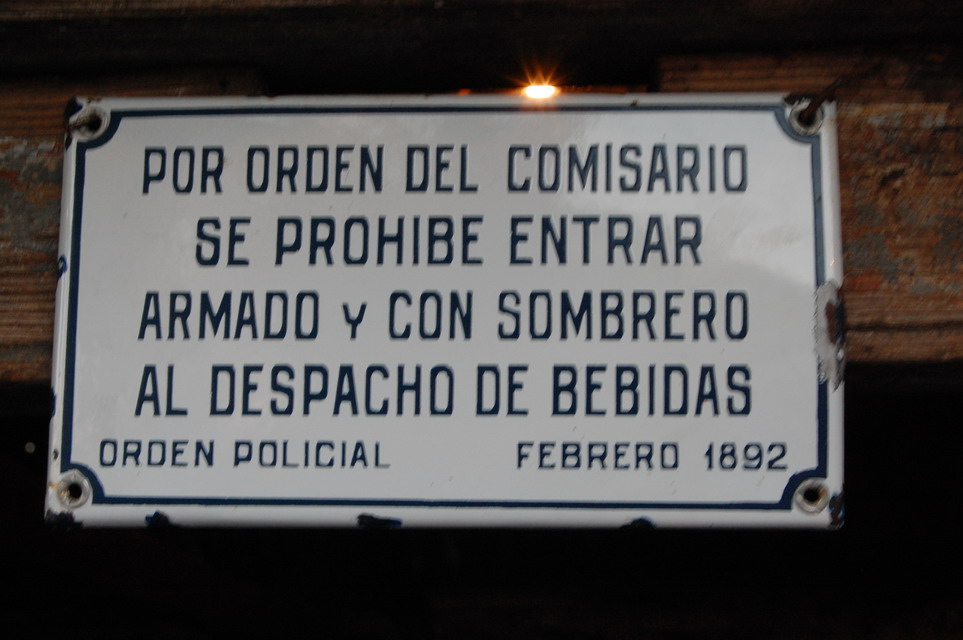 POR ORDEN DEL COMISARIO
SE PROHIBE ENTRAR
ARMADO Y CON SOMBRERO
AL DESPACHO DE BEBIDAS
ORDEN POLICIAL FEBRERO 1892